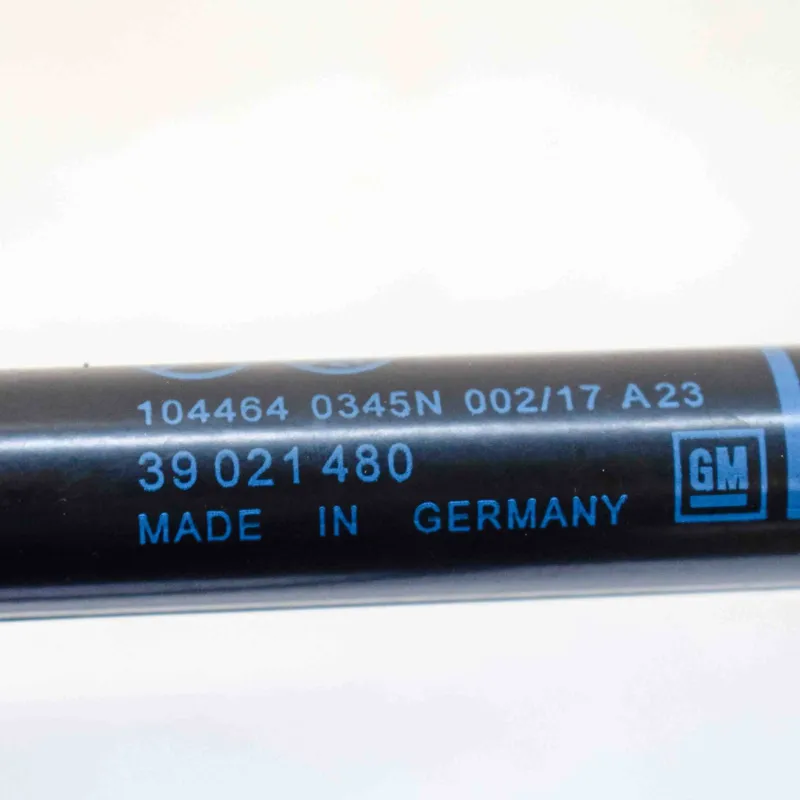 104464 0345N 002/17 A23
39 021 480
MADE IN GERMANY
GM